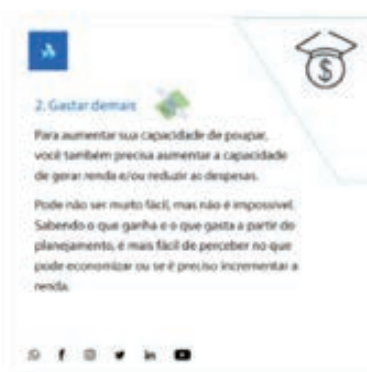 2. Gastar demais
Para aumentar sua capacidade de poupar,
você também precisa aumentar a capacidade
de gerar renda e/ou reduzir as despesas.
Pode não ser muito fácil, mas não é impossível.
Sabendo o que ganha e o que gasta a partir do
planejamento, é mais fácil de perceber no que
pode economizar ou se é preciso incrementar a
renda.